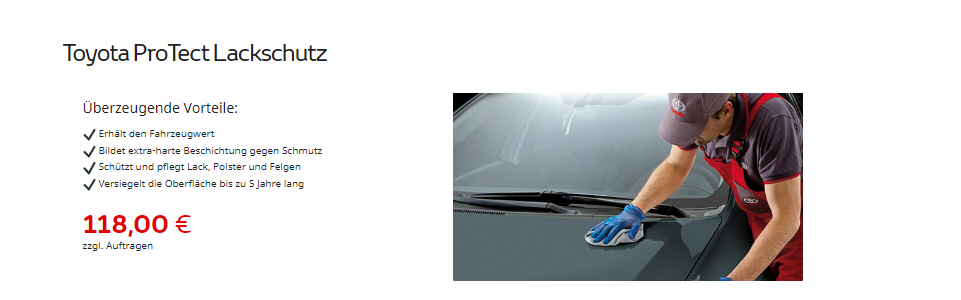 Toyota ProTect Lackschutz
Überzeugende Vorteile:
Erhält den Fahrzeugwert
Bildet extra-harte Beschichtung gegen Schmutz
Schützt und pflegt Lack, Polster und Felgen
Versiegelt die Oberfläche bis zu 5 Jahre lang
118,00 €
zzgl. Auftragen